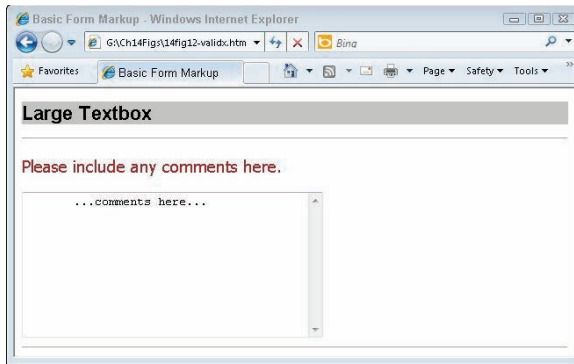 Basic Form Markup - Windows Internet Explorer
G:\Ch14Figs\14fig12-validx.htm
Bing
Favorites Basic Form Markup Page Safety Tools
Large Textbox
Please include any comments here.
...comments here...